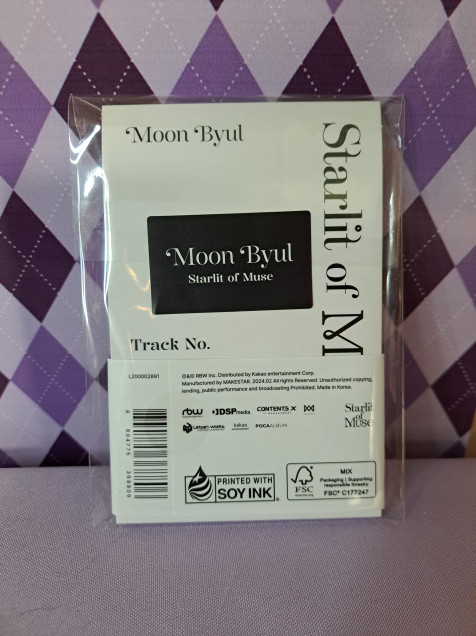 Moon Byul
Starlit of M
Moon Byul
Starlit of Muse
Track No.
L200002891
℗&© RBW Inc. Distributed by Kakao entertainment Corp.
Manufactured by MAKESTAR. 2024.02 All rights Reserved. Unauthorized copying,
lending, public performance and broadcasting Prohibited. Made in Korea.
rbw
DSPmedia
CONTENTS X
urban works
kakao
POCAALBUM
Starlit
of
Muse
PRINTED WITH
SOY INK
FSC
MIX
Packaging | Supporting
responsible forestry
FSC® C177247